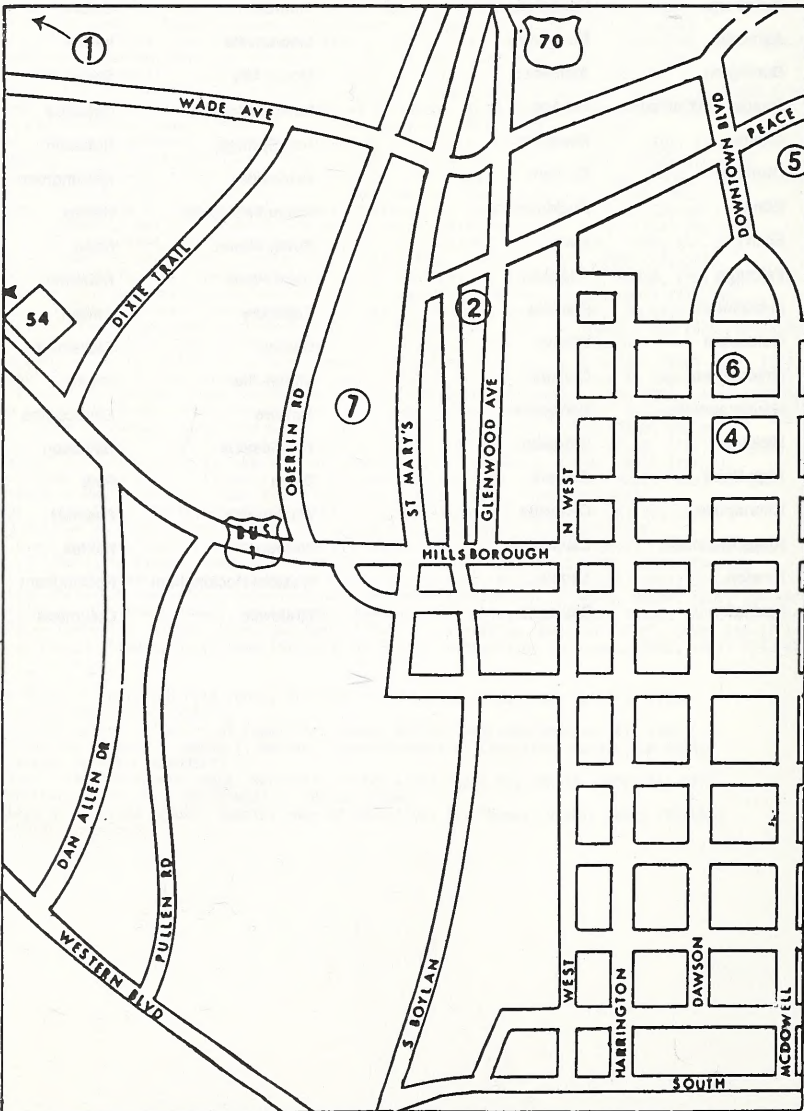 1
70
WADE AVE
DOWNTOWN BLVD
PEACE
5
DIXIE TRAIL
54
2
6
7
4
OBERLIN RD
ST MARY'S
GLENWOOD AVE
N WEST
BUS
1
HILLSBOROUGH
DAN ALLEN DR
PULLEN RD
WESTERN BLVD
S BOYLAN
WEST
HARRINGTON
DAWSON
MCDOWELL
SOUTH